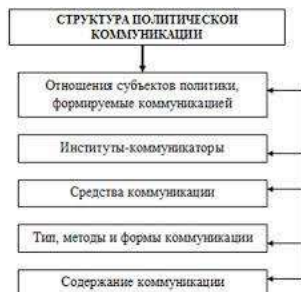 СТРУКТУРА ПОЛИТИЧЕСКОЙ
КОММУНИКАЦИИ
Отношения субъектов политики,
формируемые коммуникацией
Институты-коммуникаторы
Средства коммуникации
Тип, методы и формы коммуникации
Содержание коммуникации